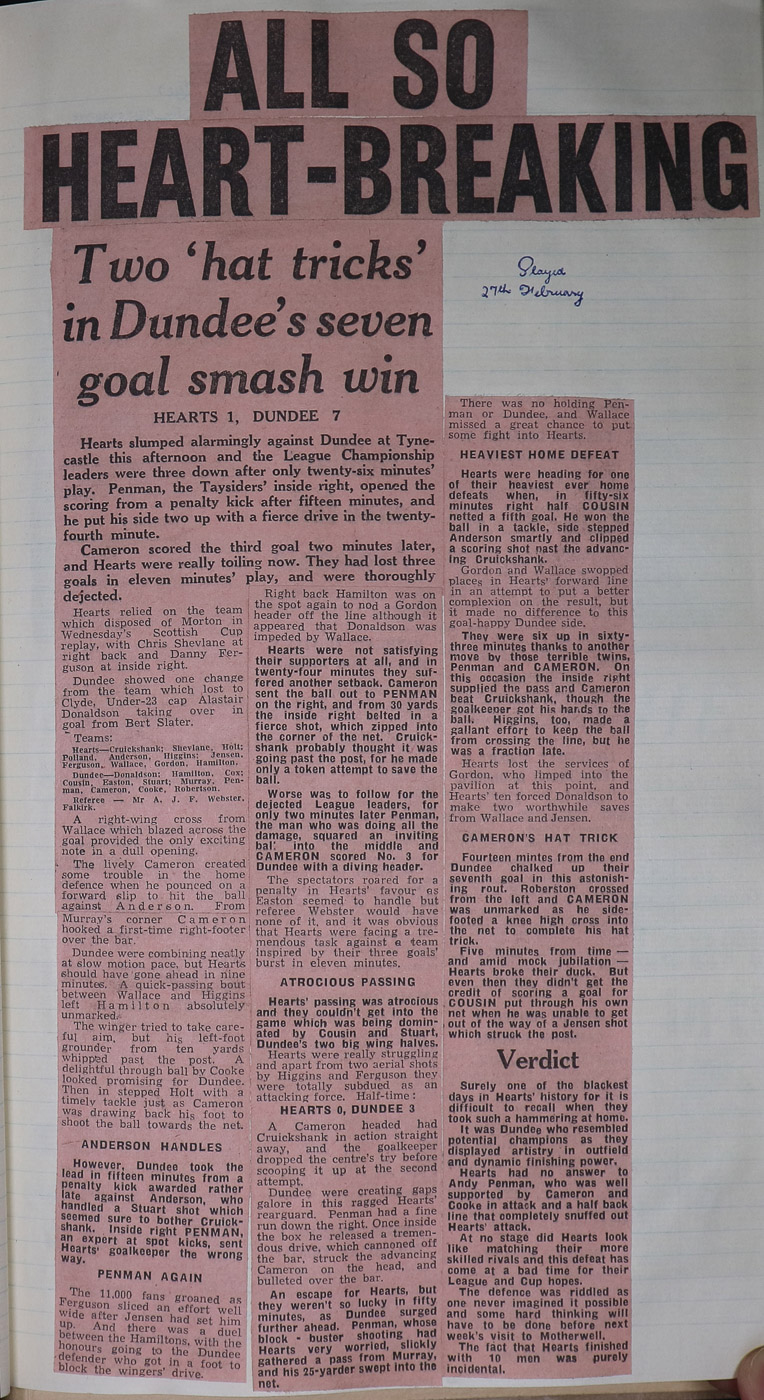 ALL SO
HEART-BREAKING
Two 'hat tricks'
in Dundee's seven
goal smash win
HEARTS 1, DUNDEE 7
Played
27th February
Hearts slumped alarmingly against Dundee at Tyne-
castle this afternoon and the League Championship
leaders were three down after only twenty-six minutes'
play. Penman, the Taysiders' inside right, opened the
scoring from a penalty kick after fifteen minutes, and
he put his side two up with a fierce drive in the twenty-
fourth minute.
Cameron scored the third goal two minutes later,
and Hearts were really toiling now. They had lost three
goals in eleven minutes' play, and were thoroughly
dejected.
Hearts relied on the team
which disposed of Morton in
Wednesday's Scottish Cup
replay, with Chris Shevlane at
right back and Danny Fer-
guson at inside right.
Dundee showed one change
from the team which lost to
Clyde, Under-23 cap Alastair
Donaldson taking over in
goal from Bert Slater.
Teams:
Hearts—Cruickshank; Shevlane, Holt;
Polland, Anderson, Higgins; Jensen,
Ferguson, Wallace, Gordon, Hamilton.
Dundee—Donaldson; Hamilton, Cox;
Cousin, Easton, Stuart; Murray, Pen-
man, Cameron, Cooke, Robertson.
Referee — Mr A. J. F. Webster,
Falkirk.
A right-wing cross from
Wallace which blazed across the
goal provided the only exciting
note in a dull opening.
The lively Cameron created
some trouble in the home
defence when he pounced on a
forward slip to hit the ball
against Anderson. From
Murray's corner Cameron
hooked a first-time right-footer
over the bar.
Dundee were combining neatly
at slow motion pace, but Hearts
should have gone ahead in nine
minutes. A quick-passing bout
between Wallace and Higgins
left Hamilton absolutely
unmarked.
The winger tried to take care-
ful aim, but his left-foot
grounder from ten yards
whipped past the post. A
delightful through ball by Cooke
looked promising for Dundee.
Then in stepped Holt with a
timely tackle just as Cameron
was drawing back his foot to
shoot the ball towards the net.
ANDERSON HANDLES
However, Dundee took the
lead in fifteen minutes from a
penalty kick awarded rather
late against Anderson, who
handled a Stuart shot which
seemed sure to bother Cruick-
shank. Inside right PENMAN,
an expert at spot kicks, sent
Hearts' goalkeeper the wrong
way.
PENMAN AGAIN
The 11,000 fans groaned as
Ferguson sliced an effort well
wide after Jensen had set him
up. And there was a duel
between the Hamiltons, with the
honours going to the Dundee
defender who got in a foot to
block the wingers' drive.
Right back Hamilton was on
the spot again to nod a Gordon
header off the line although it
appeared that Donaldson was
impeded by Wallace.
Hearts were not satisfying
their supporters at all, and in
twenty-four minutes they suf-
fered another setback. Cameron
sent the ball out to PENMAN
on the right, and from 30 yards
the inside right belted in a
fierce shot, which zipped into
the corner of the net. Cruick-
shank probably thought it was
going past the post, for he made
only a token attempt to save the
ball.
Worse was to follow for the
dejected League leaders, for
only two minutes later Penman,
the man who was doing all the
damage, squared an inviting
ball into the middle and
CAMERON scored No. 3 for
Dundee with a diving header.
The spectators roared for a
penalty in Hearts' favour as
Easton seemed to handle but
referee Webster would have
none of it, and it was obvious
that Hearts were facing a tre-
mendous task against a team
inspired by their three goals'
burst in eleven minutes.
ATROCIOUS PASSING
Hearts' passing was atrocious
and they couldn't get into the
game which was being domin-
ated by Cousin and Stuart,
Dundee's two big wing halves.
Hearts were really struggling
and apart from two aerial shots
by Higgins and Ferguson they
were totally subdued as an
attacking force. Half-time:
HEARTS 0, DUNDEE 3
A Cameron headed had
Cruickshank in action straight
away, and the goalkeeper
dropped the centre's try before
scooping it up at the second
attempt.
Dundee were creating gaps
galore in this ragged Hearts'
rearguard. Penman had a fine
run down the right. Once inside
the box he released a tremen-
dous drive, which cannoned off
the bar, struck the advancing
Cameron on the head, and
bulleted over the bar.
An escape for Hearts, but
they weren't so lucky in fifty
minutes, as Dundee surged
further ahead. Penman, whose
block - buster shooting had
Hearts very worried, slickly
gathered a pass from Murray,
and his 25-yarder swept into the
net.
There was no holding Pen-
man or Dundee, and Wallace
missed a great chance to put
some fight into Hearts.
HEAVIEST HOME DEFEAT
Hearts were heading for one
of their heaviest ever home
defeats when, in fifty-six
minutes right half COUSIN
netted a fifth goal. He won the
ball in a tackle, side stepped
Anderson smartly and clipped
a scoring shot past the advanc-
ing Cruickshank.
Gordon and Wallace swopped
places in Hearts' forward line
in an attempt to put a better
complexion on the result, but
it made no difference to this
goal-happy Dundee side.
They were six up in sixty-
three minutes thanks to another
move by those terrible twins,
Penman and CAMERON. On
this occasion the inside right
supplied the pass and Cameron
beat Cruickshank, though the
goalkeeper got his hands to the
ball. Higgins, too, made a
gallant effort to keep the ball
from crossing the line, but he
was a fraction late.
Hearts lost the services of
Gordon, who limped into the
pavilion at this point, and
Hearts' ten forced Donaldson to
make two worthwhile saves
from Wallace and Jensen.
CAMERON'S HAT TRICK
Fourteen mintes from the end
Dundee chalked up their
seventh goal in this astonish-
ing rout. Roberston crossed
from the left and CAMERON
was unmarked as he side-
footed a knee high cross into
the net to complete his hat
trick.
Five minutes from time —
and amid mock jubilation —
Hearts broke their duck. But
even then they didn't get the
credit of scoring a goal for
COUSIN put through his own
net when he was unable to get
out of the way of a Jensen shot
which struck the post.
Verdict
Surely one of the blackest
days in Hearts' history for it is
difficult to recall when they
took such a hammering at home.
It was Dundee who resembled
potential champions as they
displayed artistry in outfield
and dynamic finishing power.
Hearts had no answer to
Andy Penman, who was well
supported by Cameron and
Cooke in attack and a half back
line that completely snuffed out
Hearts' attack.
At no stage did Hearts look
like matching their more
skilled rivals and this defeat has
come at a bad time for their
League and Cup hopes.
The defence was riddled as
one never imagined it possible
and some hard thinking will
have to be done before next
week's visit to Motherwell.
The fact that Hearts finished
with 10 men was purely
incidental.